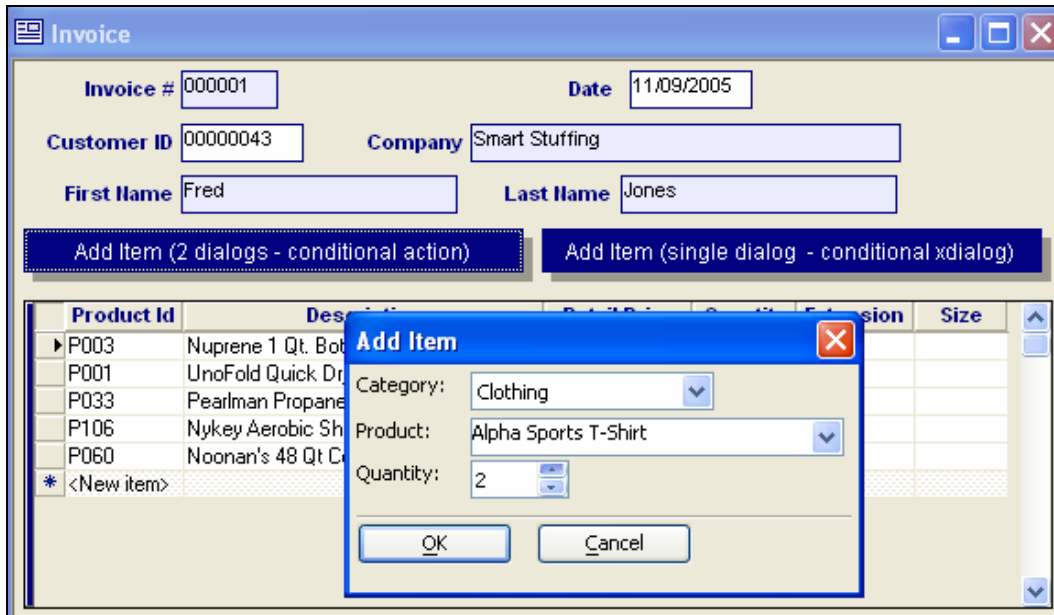 Invoice
Invoice # 000001 Date 11/09/2005
Customer ID 00000043 Company Smart Stuffing
First Name Fred Last Name Jones
Add Item (2 dialogs - conditional action) Add Item (single dialog - conditional xdialog)
Product Id Size
P003 Nuprene 1 Qt.
P001 UnoFold Quick
P033 Pearlman Propane
P106 Nykey Aerobic
P060 Noonan's 48 Qt
* <New item>
Add Item
Category: Clothing
Product: Alpha Sports T-Shirt
Quantity: 2
OK Cancel